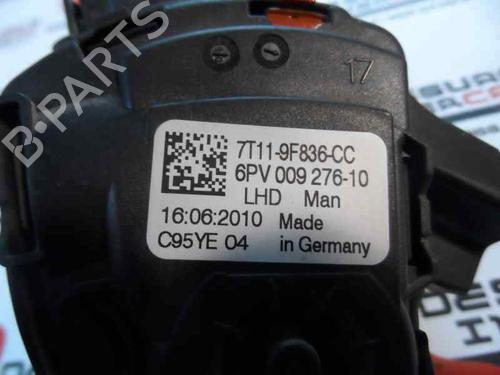 17
7T11-9F836-CC
6PV 009 276-10
LHD Man
16:06:2010 Made
C95YE 04 in Germany
B-PARTS